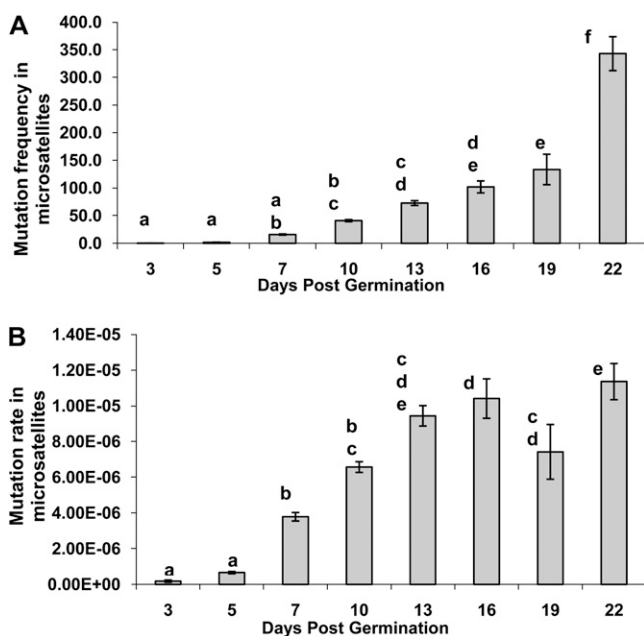 A
Mutation frequency in
microsatellites
400.0
350.0
300.0
250.0
200.0
150.0
100.0
50.0
0.0
a
a
a
b
b
c
c
d
d
e
e
f
3 5 7 10 13 16 19 22
Days Post Germination
B
Mutation rate in
microsatellites
1.40E-05
1.20E-05
1.00E-05
8.00E-06
6.00E-06
4.00E-06
2.00E-06
0.00E+00
a
a
b
b
c
c
d
e
d
c
d
e
3 5 7 10 13 16 19 22
Days Post Germination